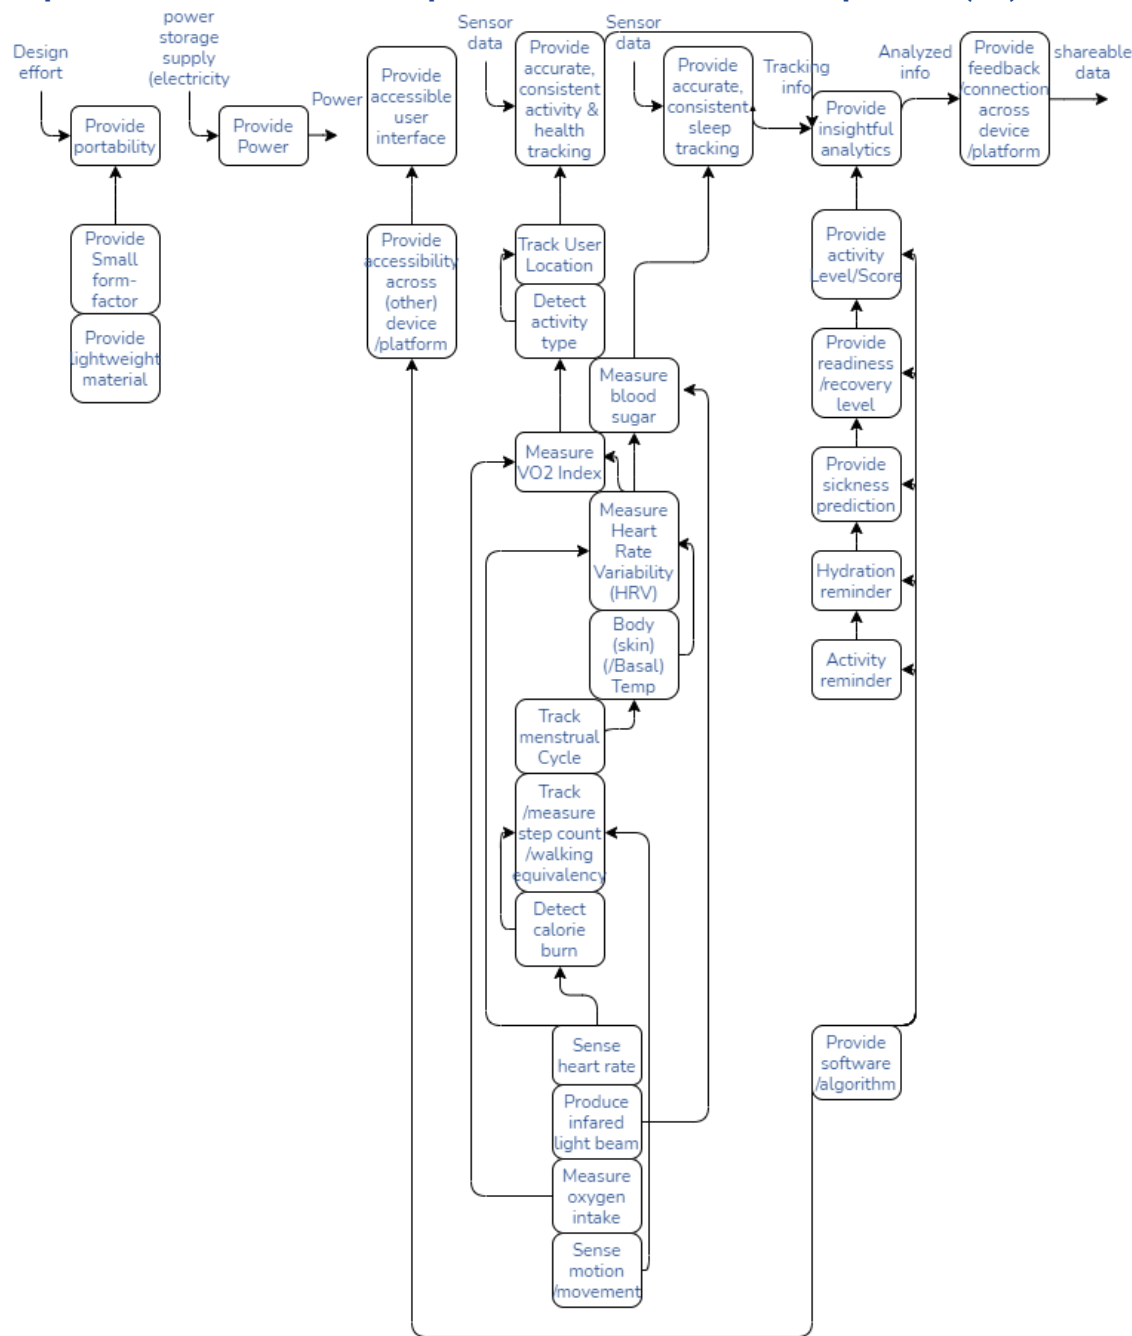 Design
effort
power
storage
supply
(electricity
Power
Sensor
data
Sensor
data
Tracking
info
Analyzed
info
shareable
data
Provide
portability
Provide
Power
Provide
accessible
user
interface
Provide
accurate,
consistent
activity &
health
tracking
Provide
accurate,
consistent
sleep
tracking
Provide
insightful
analytics
Provide
feedback
/connection
across
device
/platform
Provide
Small
form-
factor
Provide
lightweight
material
Provide
accessibility
across
(other)
device
/platform
Track User
Location
Detect
activity
type
Measure
blood
sugar
Measure
VO2 Index
Measure
Heart
Rate
Variability
(HRV)
Body
(skin)
(/Basal)
Temp
Track
menstrual
Cycle
Track
/measure
step count
/walking
equivalency
Detect
calorie
burn
Sense
heart rate
Produce
infared
light beam
Measure
oxygen
intake
Sense
motion
/movement
Provide
activity
Level/Score
Provide
readiness
/recovery
level
Provide
sickness
prediction
Hydration
reminder
Activity
reminder
Provide
software
/algorithm